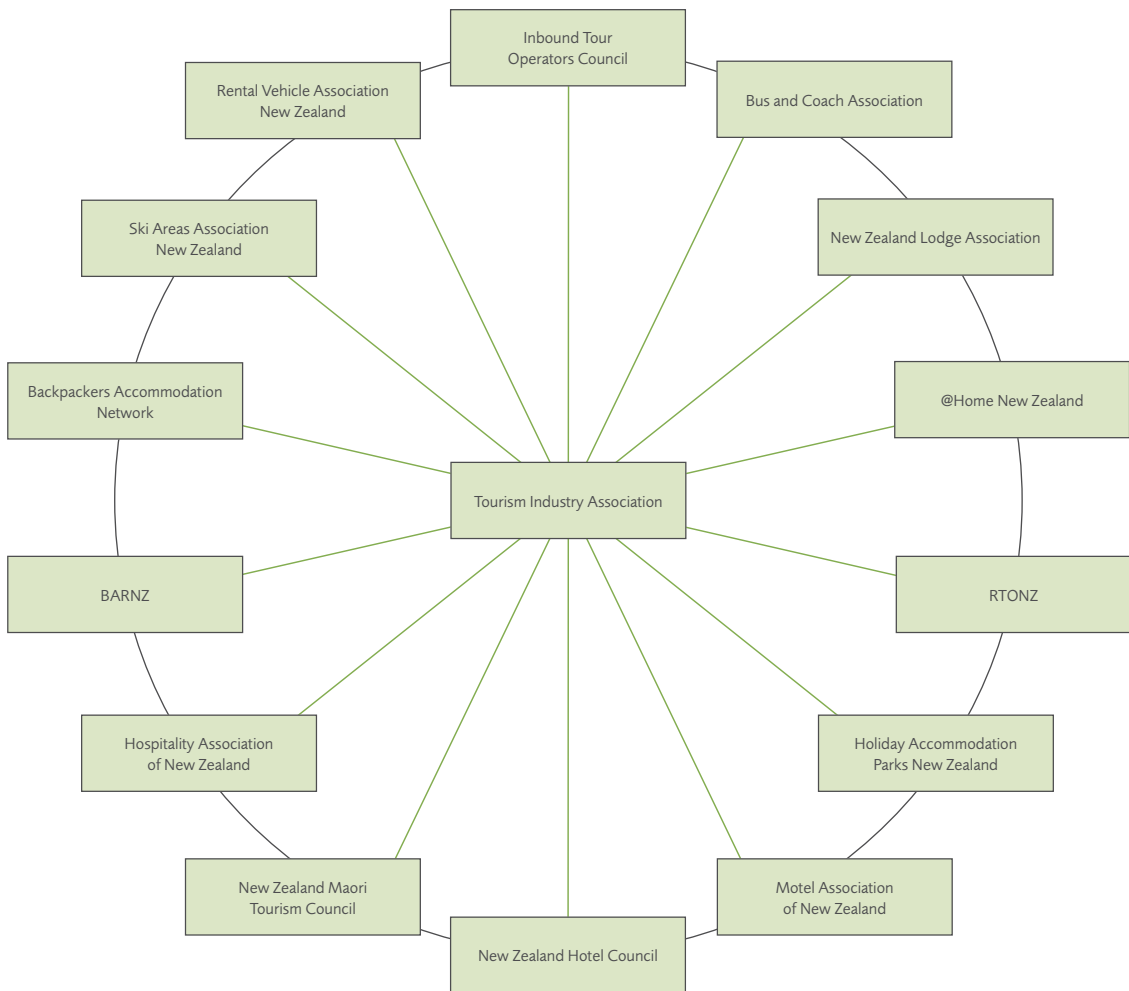 Inbound Tour
Operators Council
Rental Vehicle Association
New Zealand
Bus and Coach Association
Ski Areas Association
New Zealand
New Zealand Lodge Association
Backpackers Accommodation
Network
@Home New Zealand
Tourism Industry Association
BARNZ
RTONZ
Hospitality Association
of New Zealand
Holiday Accommodation
Parks New Zealand
New Zealand Maori
Tourism Council
Motel Association
of New Zealand
New Zealand Hotel Council